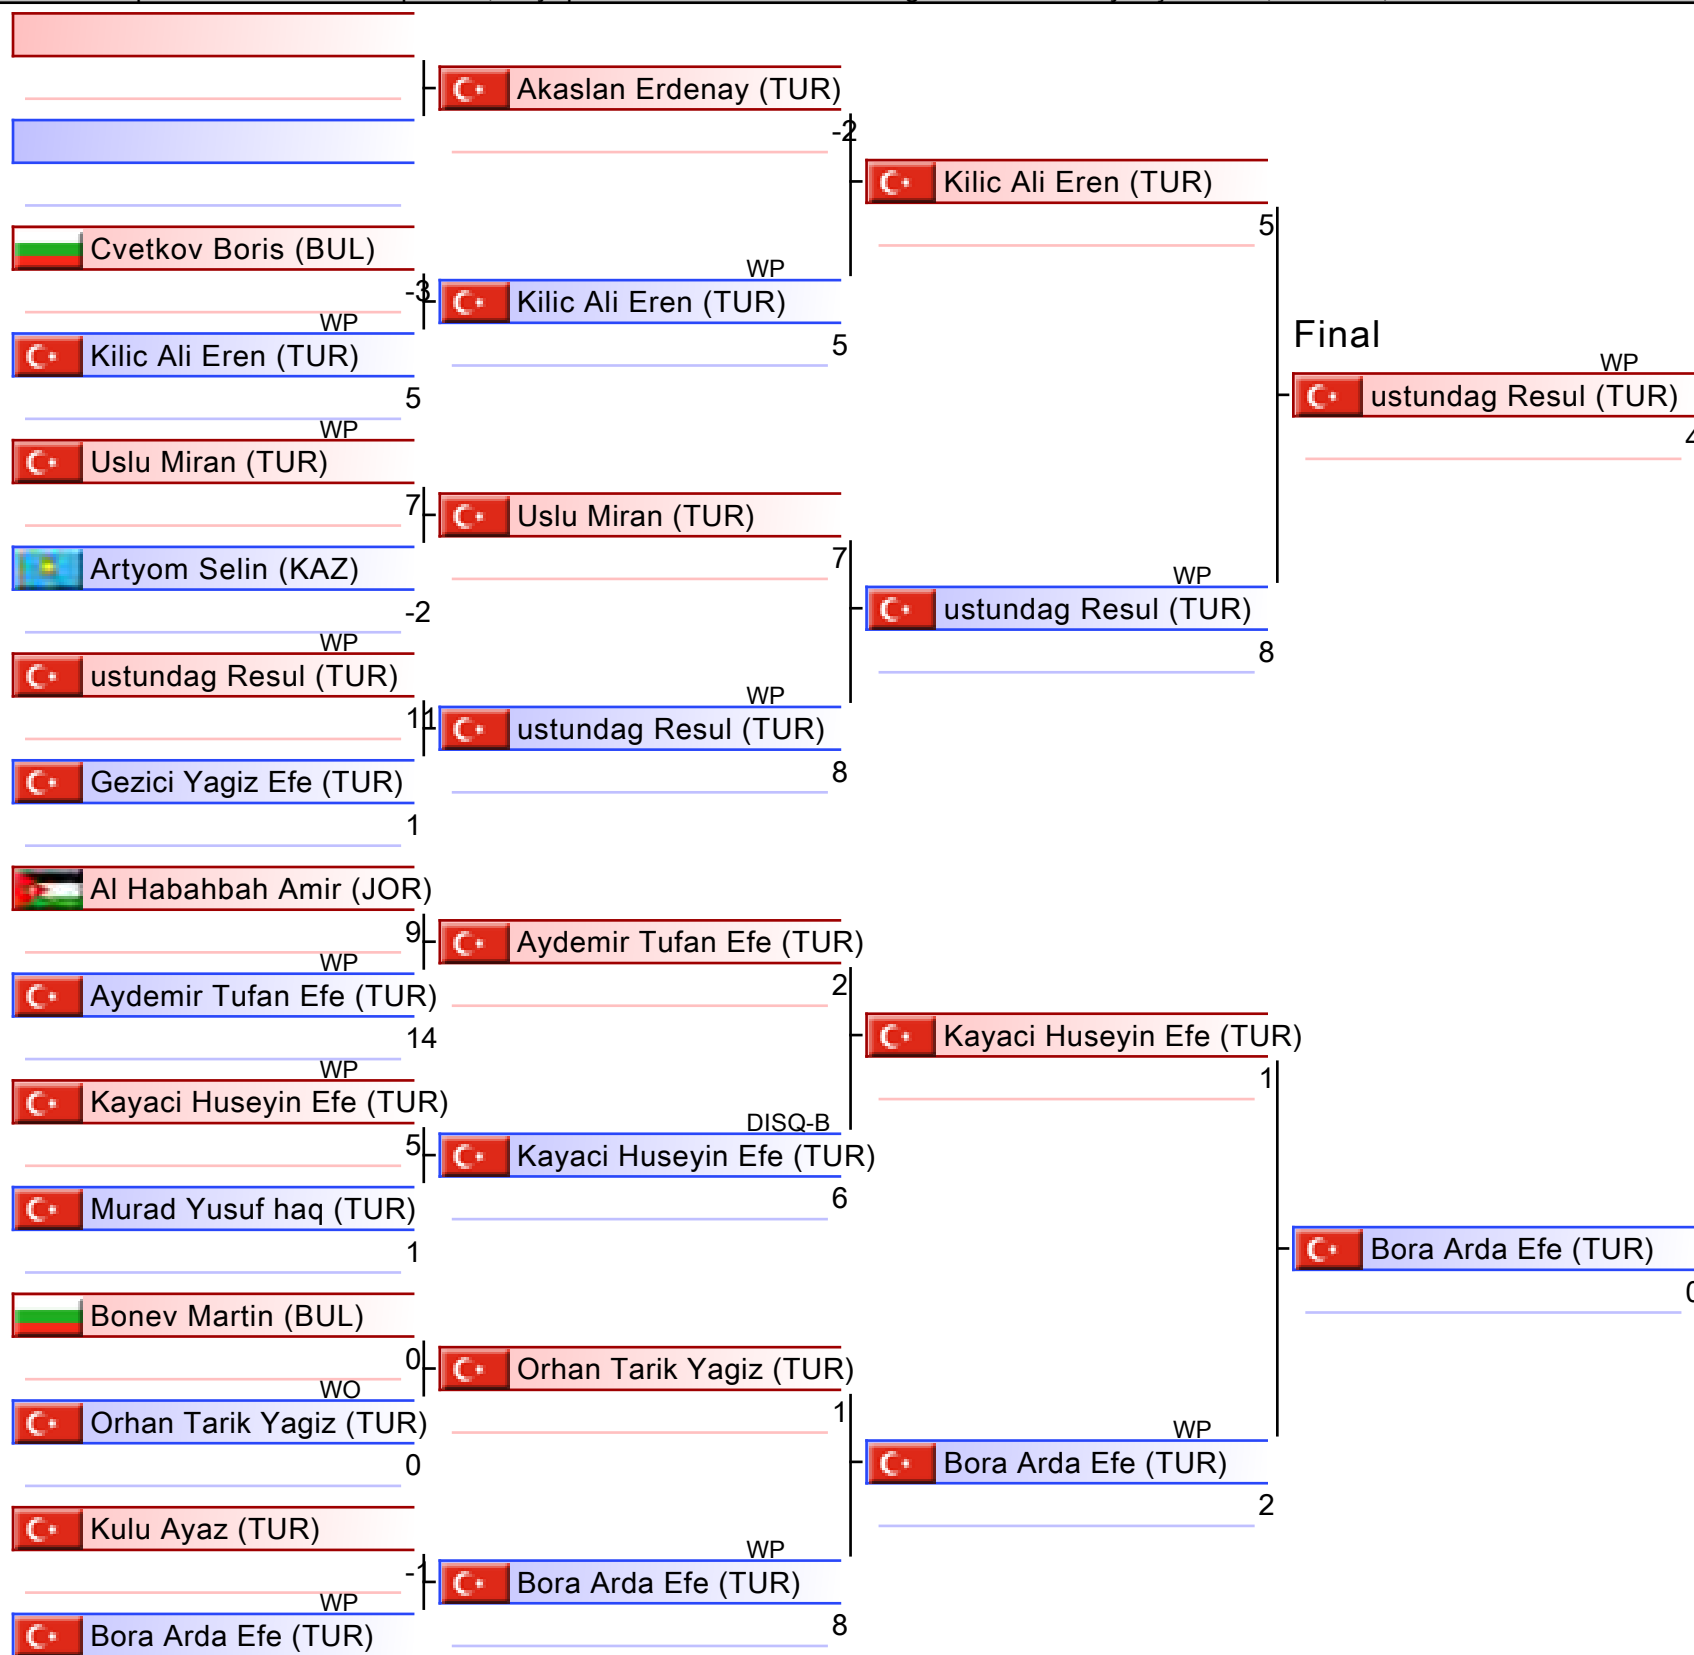 Akaslan Erdenay (TUR)
-2
Kilic Ali Eren (TUR)
5
Cvetkov Boris (BUL)
-3
WP
Kilic Ali Eren (TUR)
5
WP
Kilic Ali Eren (TUR)
5
Final
WP
ustundag Resul (TUR)
4
WP
Uslu Miran (TUR)
7
Uslu Miran (TUR)
7
Artyom Selin (KAZ)
-2
WP
ustundag Resul (TUR)
8
WP
ustundag Resul (TUR)
11
WP
ustundag Resul (TUR)
8
Gezici Yagiz Efe (TUR)
1
Al Habahbah Amir (JOR)
9
Aydemir Tufan Efe (TUR)
2
WP
Aydemir Tufan Efe (TUR)
14
Kayaci Huseyin Efe (TUR)
1
WP
Kayaci Huseyin Efe (TUR)
5
DISQ-B
Kayaci Huseyin Efe (TUR)
6
Murad Yusuf haq (TUR)
1
Bora Arda Efe (TUR)
0
Bonev Martin (BUL)
0
Orhan Tarik Yagiz (TUR)
1
WO
Orhan Tarik Yagiz (TUR)
0
WP
Bora Arda Efe (TUR)
2
Kulu Ayaz (TUR)
-1
WP
Bora Arda Efe (TUR)
8
WP
Bora Arda Efe (TUR)